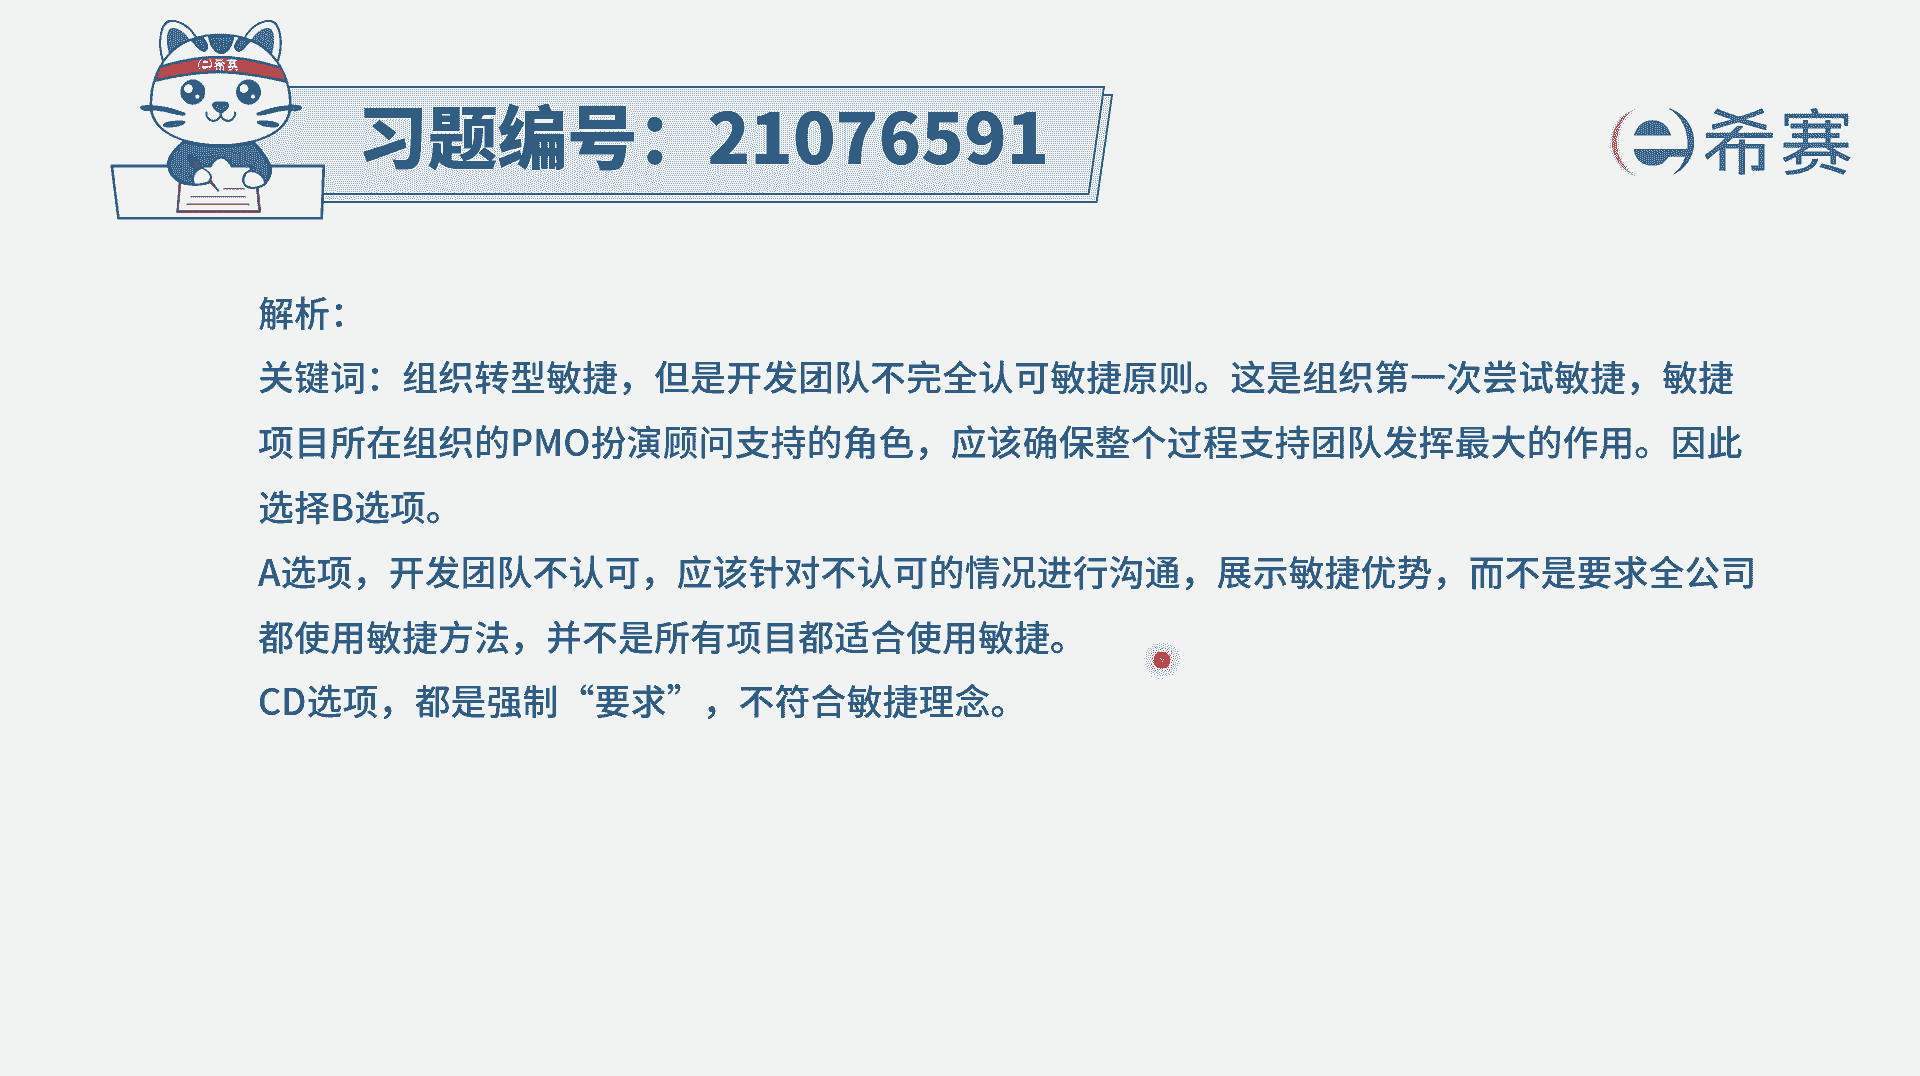 希赛
习题编号：21076591
希赛
解析：
关键词：组织转型敏捷，但是开发团队不完全认可敏捷原则。这是组织第一次尝试敏捷，敏捷
项目所在组织的PMO扮演顾问支持的角色，应该确保整个过程支持团队发挥最大的作用。因此
选择B选项。
A选项，开发团队不认可，应该针对不认可的情况进行沟通，展示敏捷优势，而不是要求全公司
都使用敏捷方法，并不是所有项目都适合使用敏捷。
CD选项，都是强制“要求”，不符合敏捷理念。